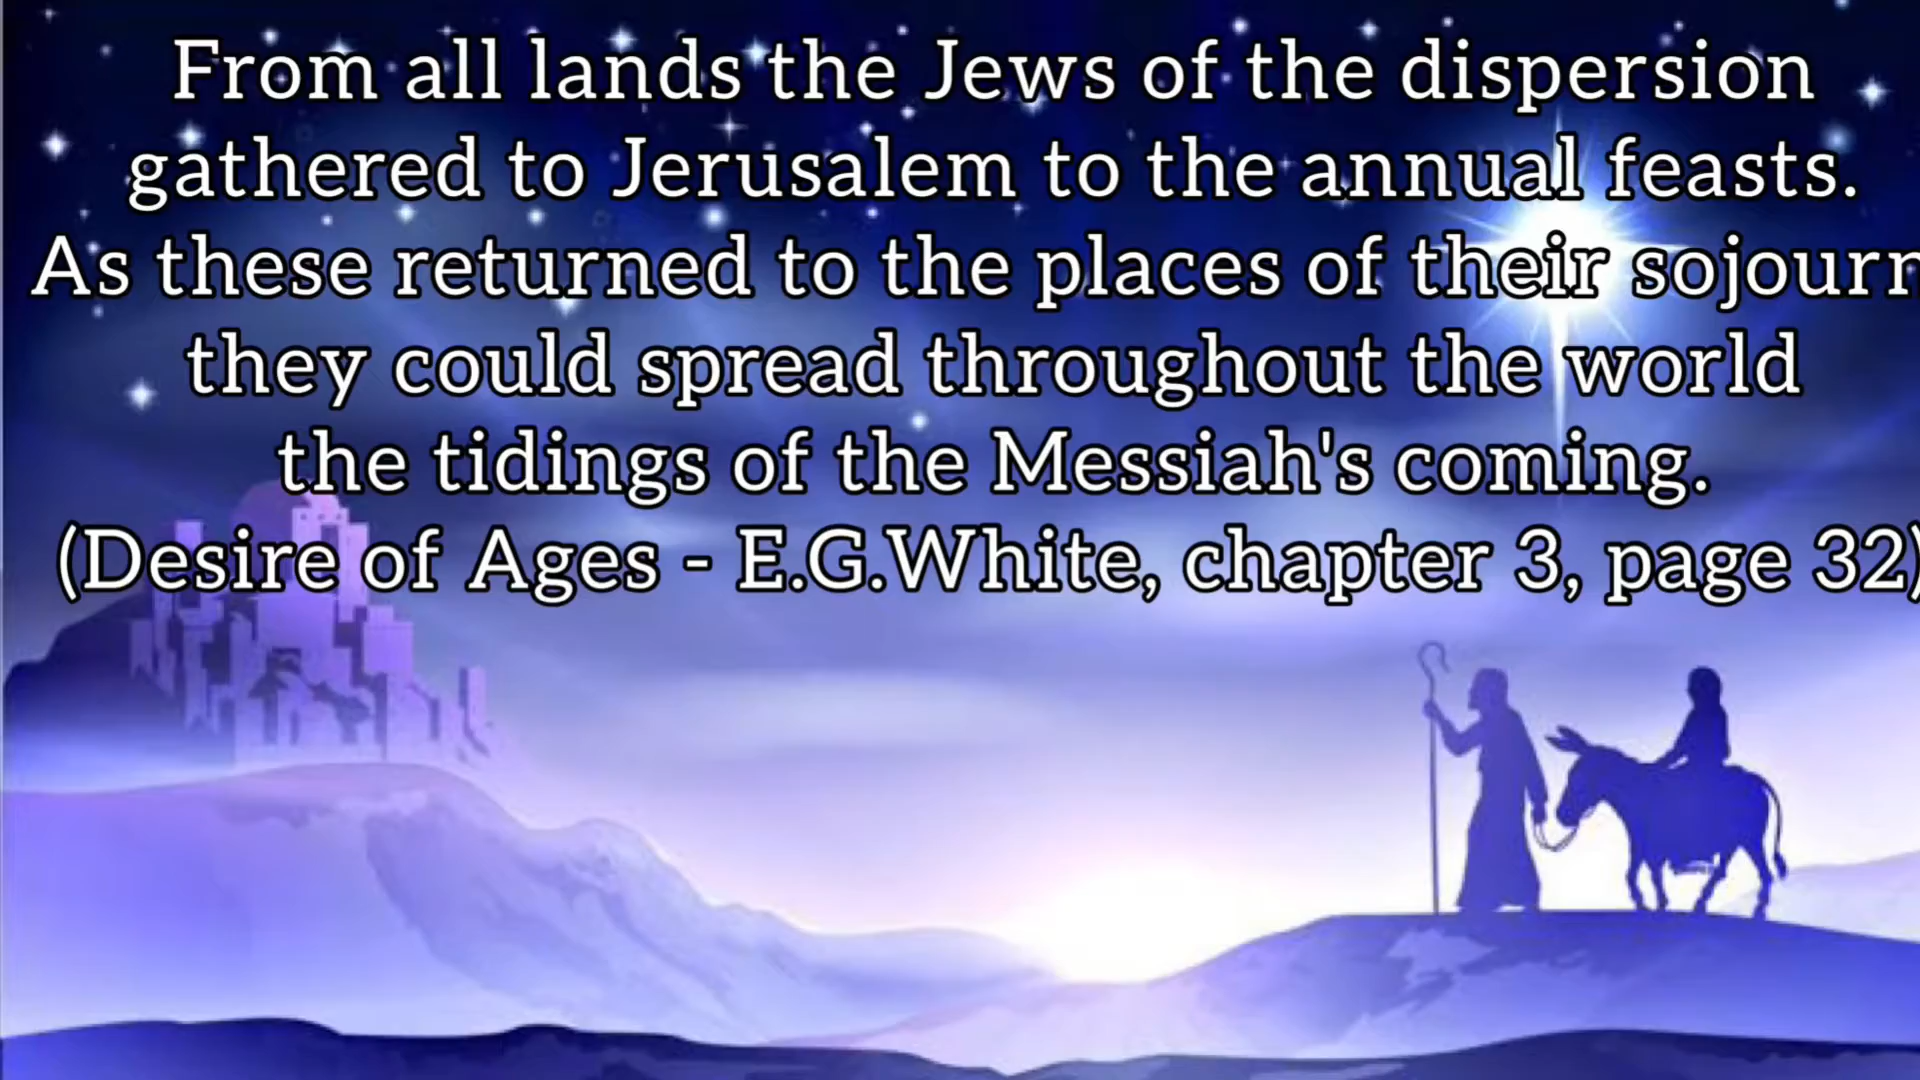 From all lands the Jews of the dispersion
gathered to Jerusalem to the annual feasts.
As these returned to the places of their sojourn
they could spread throughout the world
the tidings of the Messiah's coming.
(Desire of Ages - E.G.White, chapter 3, page 32)